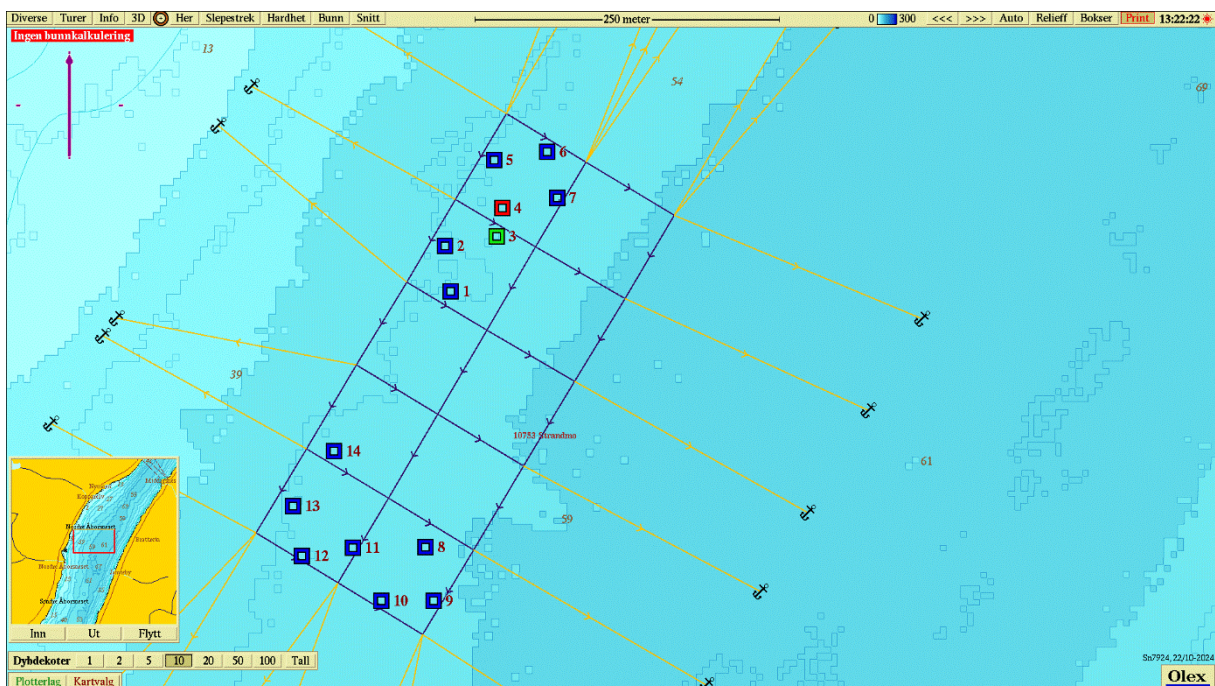 Diverse Turer Info 3D Her Slepestrek Hardhet Bunn Snitt 250 meter 0 300 <<< >>> Auto Relieff Bokser Print 13:22:22
Ingen bunnkalkulering
13
54
69
6
5
7
4
3
2
1
39
10753 Strandmo
14
61
13
59
11
8
12
10
9
Inn Ut Flytt
Dybdekoter 1 2 5 10 20 50 100 Tall
Sn7924, 22/10-2024
Plotterlag Kartvalg
Olex